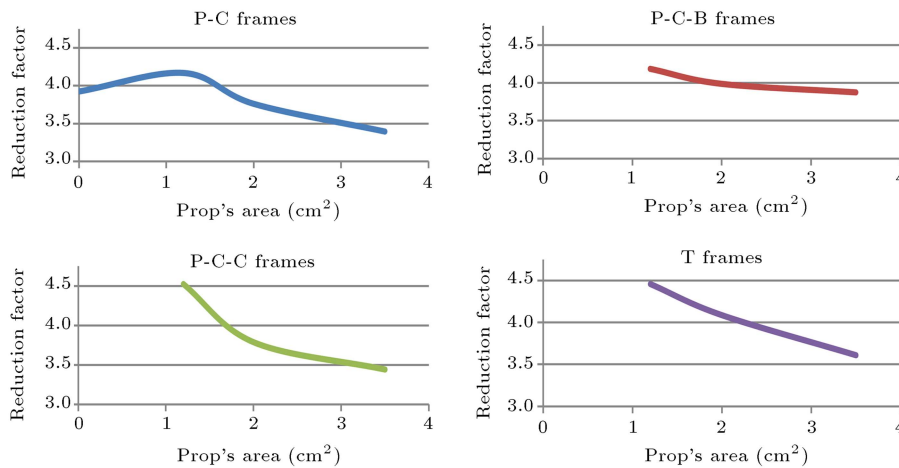 P-C frames
Reduction factor
4.5
4.0
3.5
3.0
0 1 2 3 4
Prop's area (cm²)
P-C-B frames
Reduction factor
4.5
4.0
3.5
3.0
0 1 2 3 4
Prop's area (cm²)
P-C-C frames
Reduction factor
4.5
4.0
3.5
3.0
0 1 2 3 4
Prop's area (cm²)
T frames
Reduction factor
4.5
4.0
3.5
3.0
0 1 2 3 4
Prop's area (cm²)